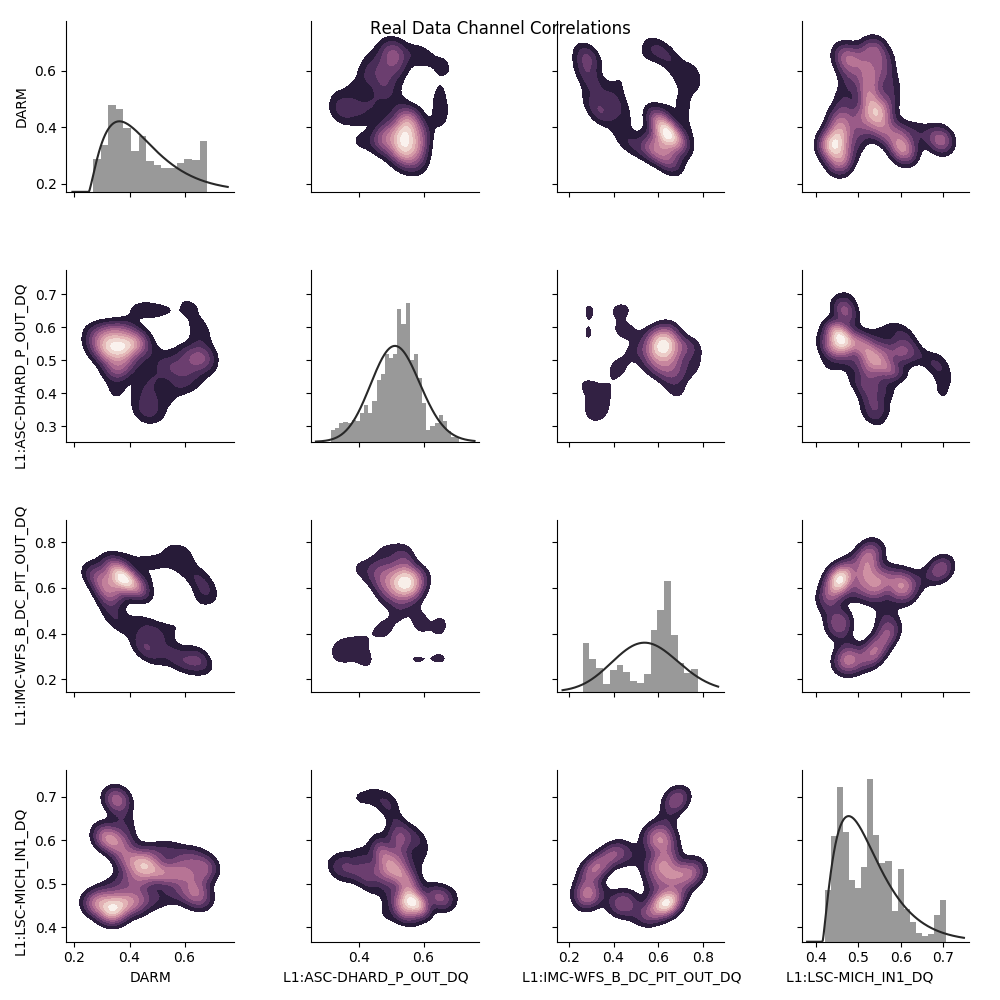 Real Data Channel Correlations
DARM
0.6
0.4
0.2
L1:ASC-DHARD_P_OUT_DQ
0.7
0.6
0.5
0.4
0.3
L1:IMC-WFS_B_DC_PIT_OUT_DQ
0.8
0.6
0.4
0.2
L1:LSC-MICH_IN1_DQ
0.7
0.6
0.5
0.4
0.2 0.4 0.6
0.4 0.6
0.2 0.4 0.6 0.8
0.4 0.5 0.6 0.7
DARM
L1:ASC-DHARD_P_OUT_DQ
L1:IMC-WFS_B_DC_PIT_OUT_DQ
L1:LSC-MICH_IN1_DQ